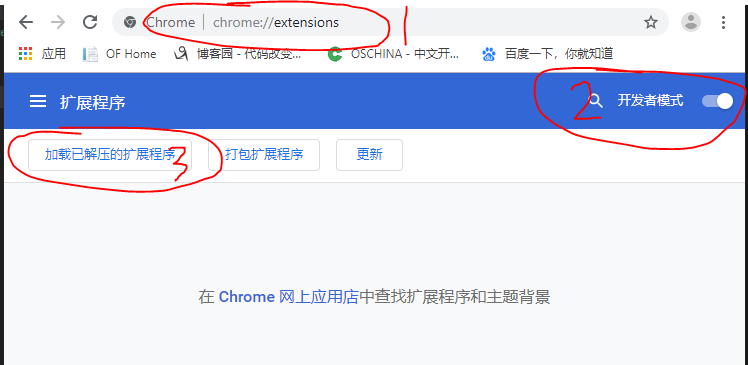 Chrome | chrome://extensions 1
应用 OF Home 博客园 - 代码改变... OSCHINA - 中文开... 百度一下，你就知道
扩展程序 2 开发者模式
加载已解压的扩展程序 3 打包扩展程序 更新
在 Chrome 网上应用店中查找扩展程序和主题背景